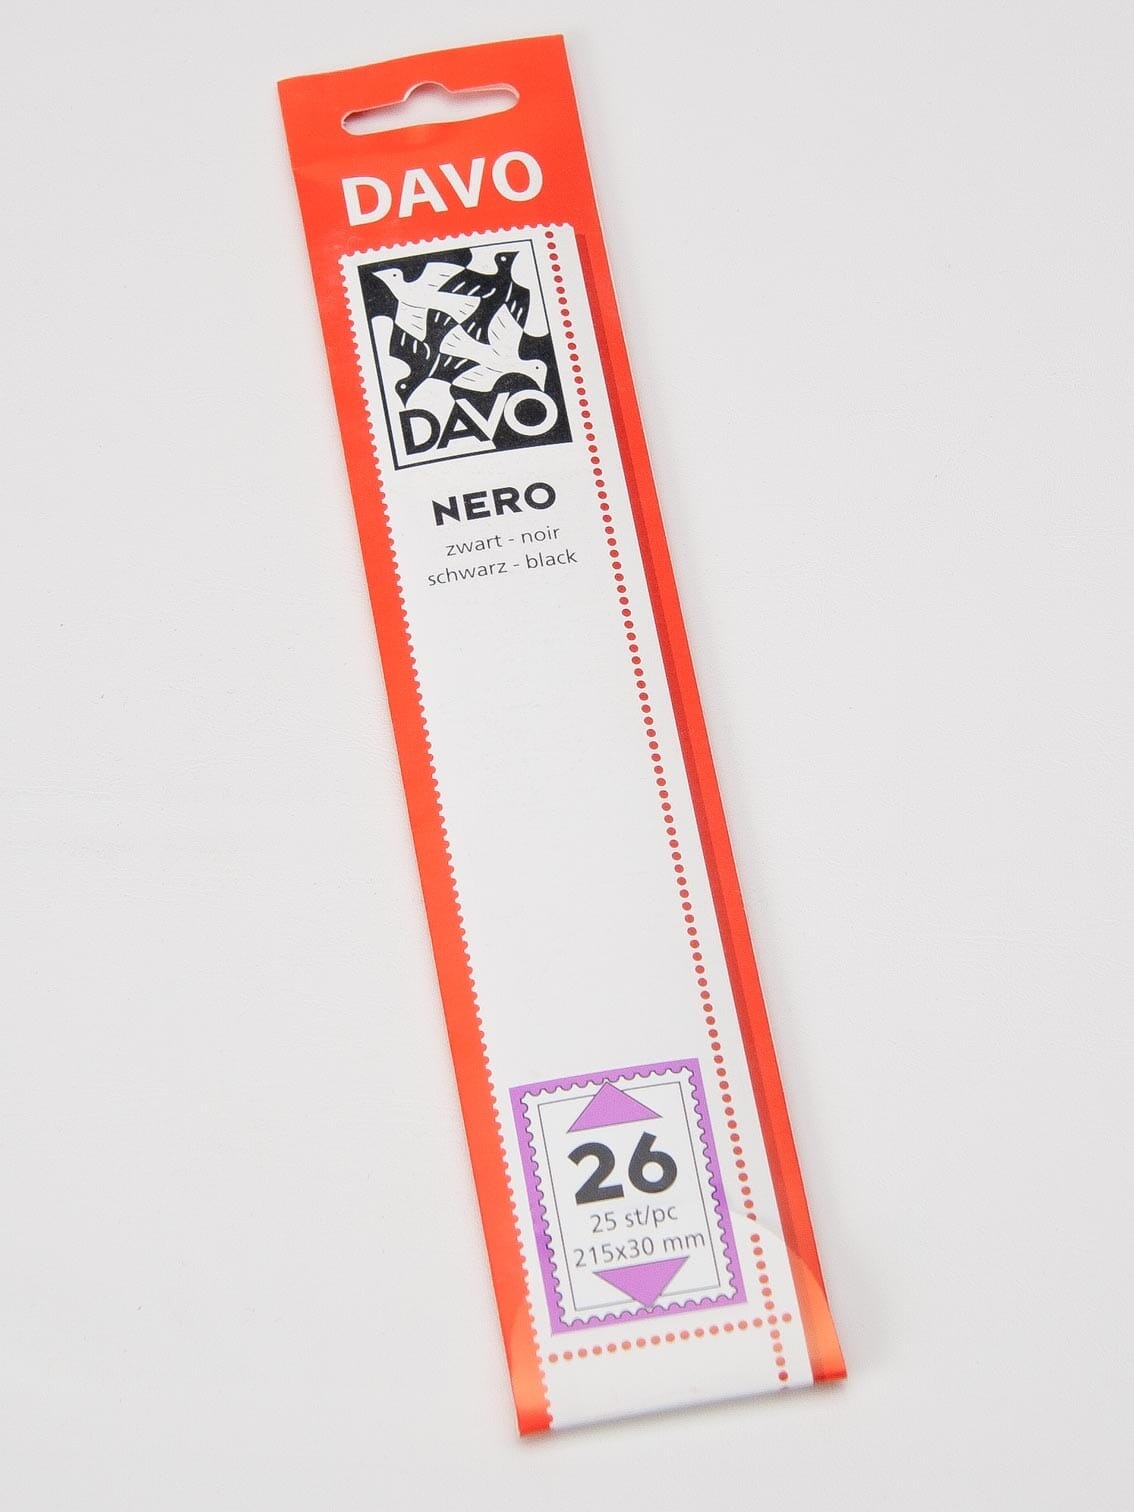 DAVO
DAVO
NERO
zwart - noir
schwarz - black
26
25 st/pc
215x30 mm